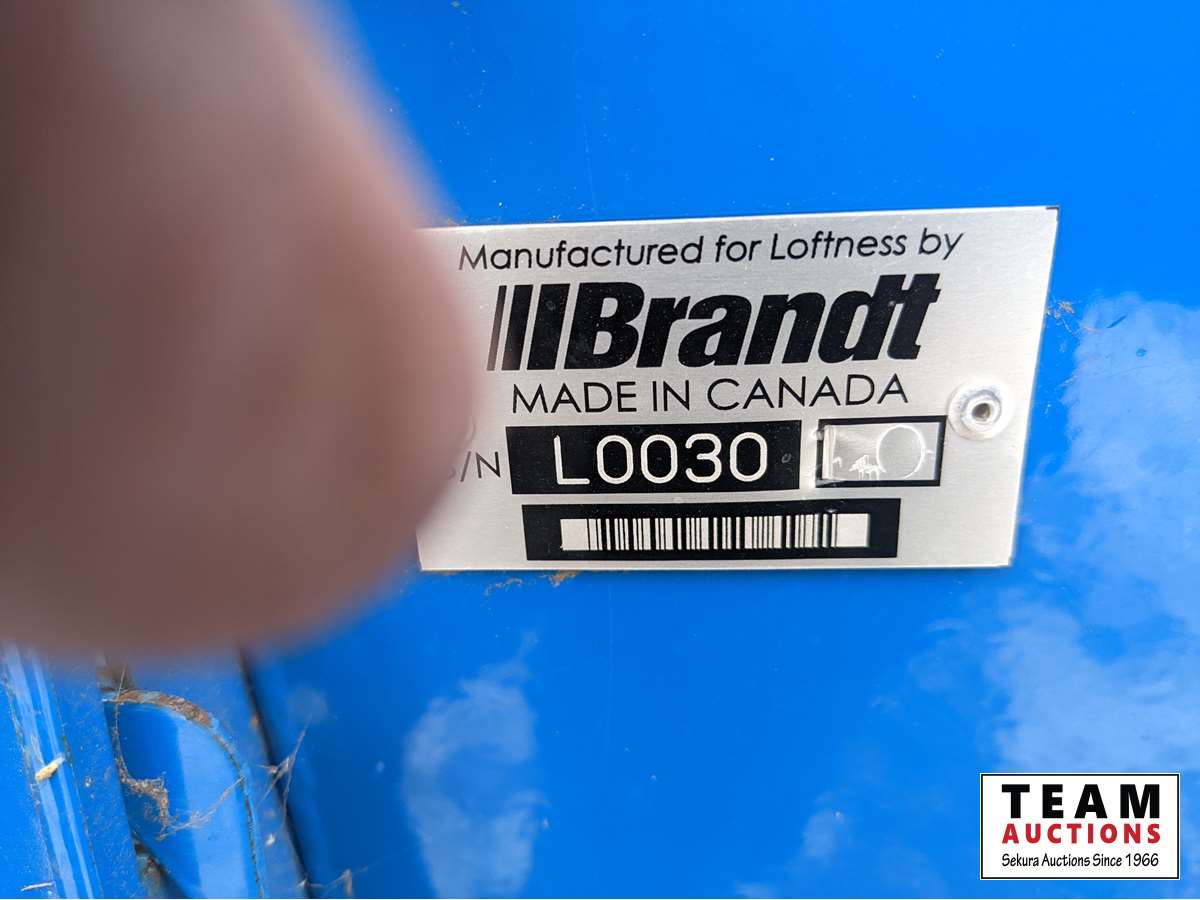 Manufactured for Loftness by
Brandt
MADE IN CANADA
S/N L0030
TEAM
AUCTIONS
Sekura Auctions Since 1966